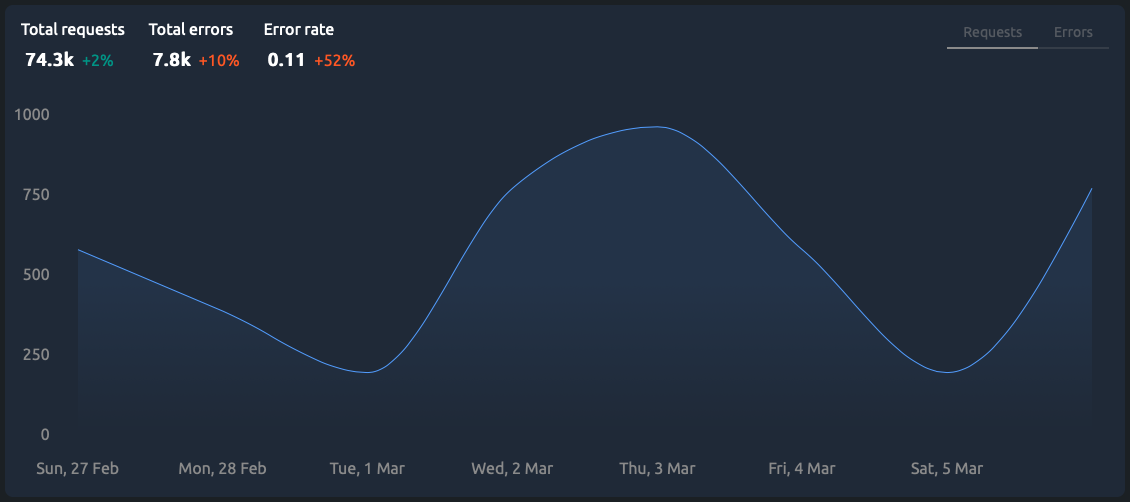 Total requests Total errors Error rate
74.3k +2% 7.8k +10% 0.11 +52%
Requests Errors
1000
750
500
250
0
Sun, 27 Feb Mon, 28 Feb Tue, 1 Mar Wed, 2 Mar Thu, 3 Mar Fri, 4 Mar Sat, 5 Mar